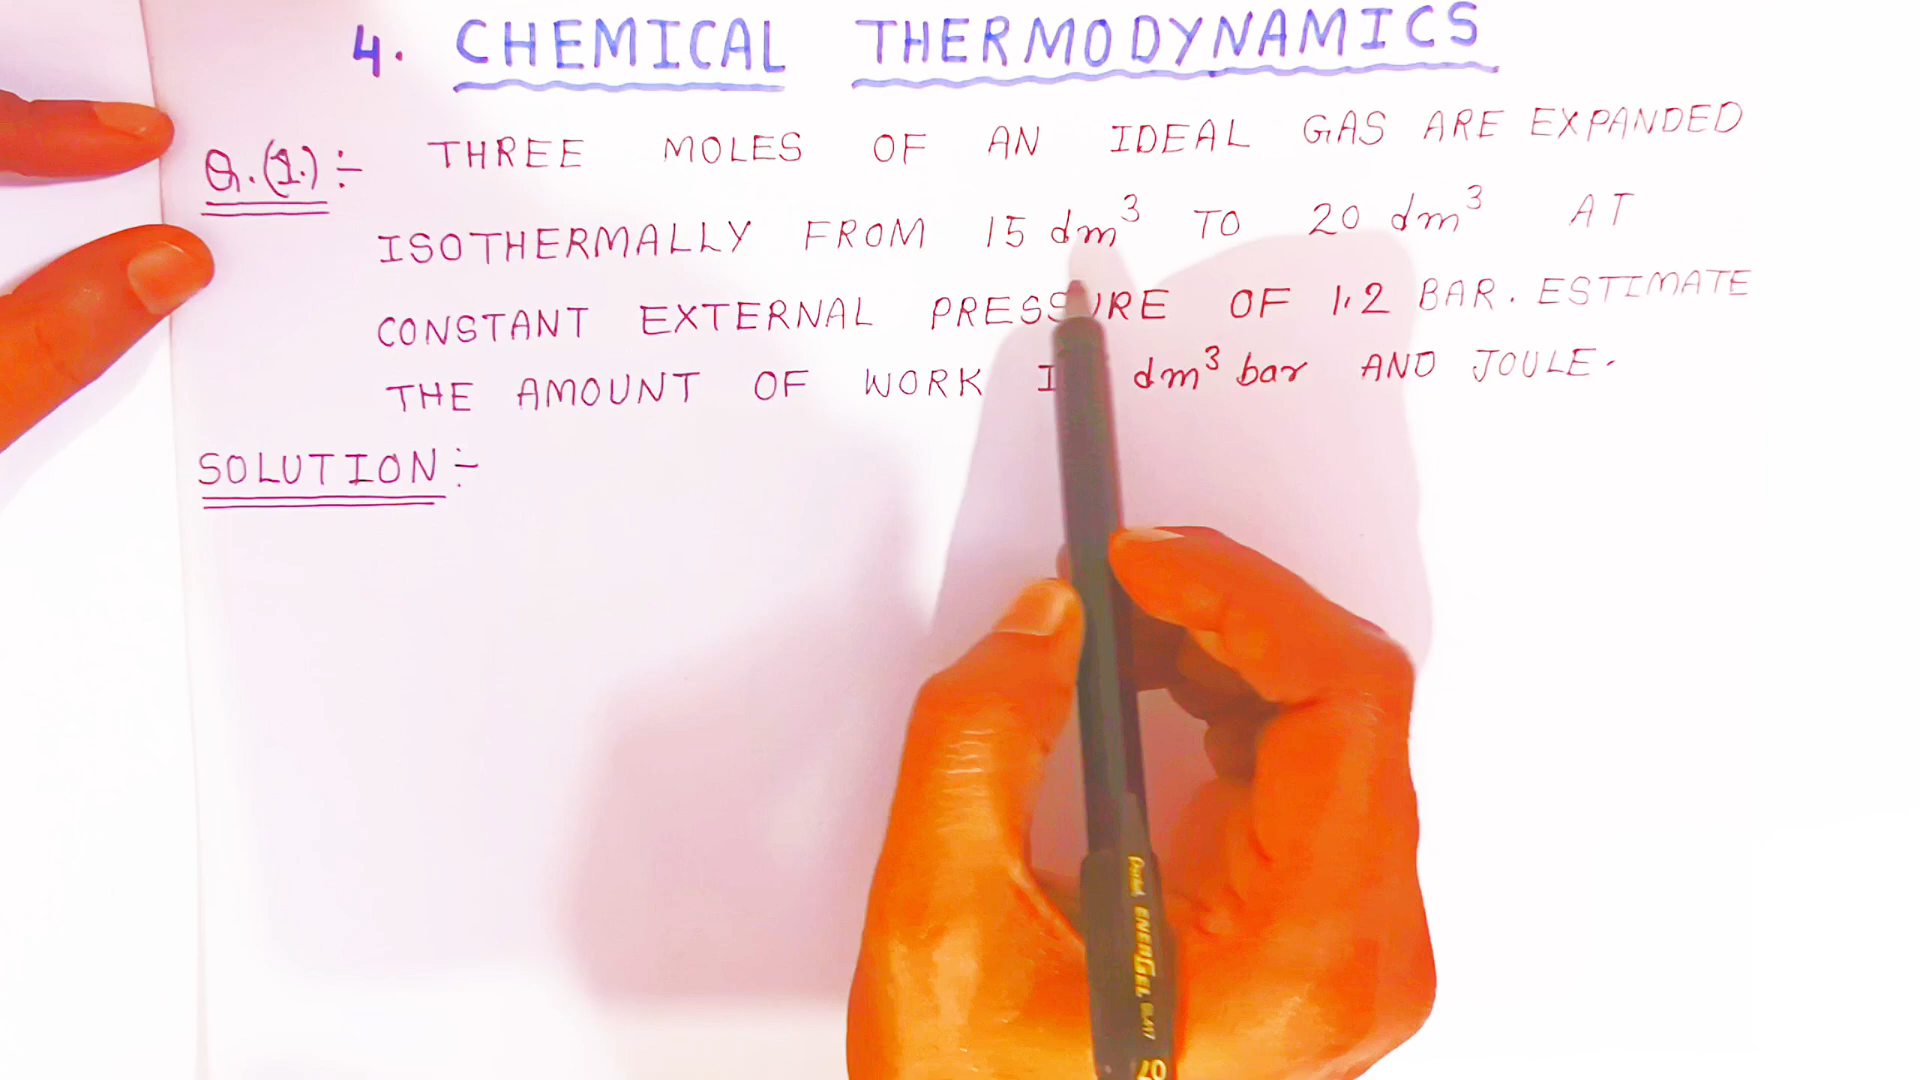 4. CHEMICAL THERMODYNAMICS
Q.(1.):- THREE MOLES OF AN IDEAL GAS ARE EXPANDED
ISOTHERMALLY FROM 15 dm³ TO 20 dm³ AT
CONSTANT EXTERNAL PRESSURE OF 1.2 BAR. ESTIMATE
THE AMOUNT OF WORK I dm³ bar AND JOULE.
SOLUTION:-
Pentel ENERGEL